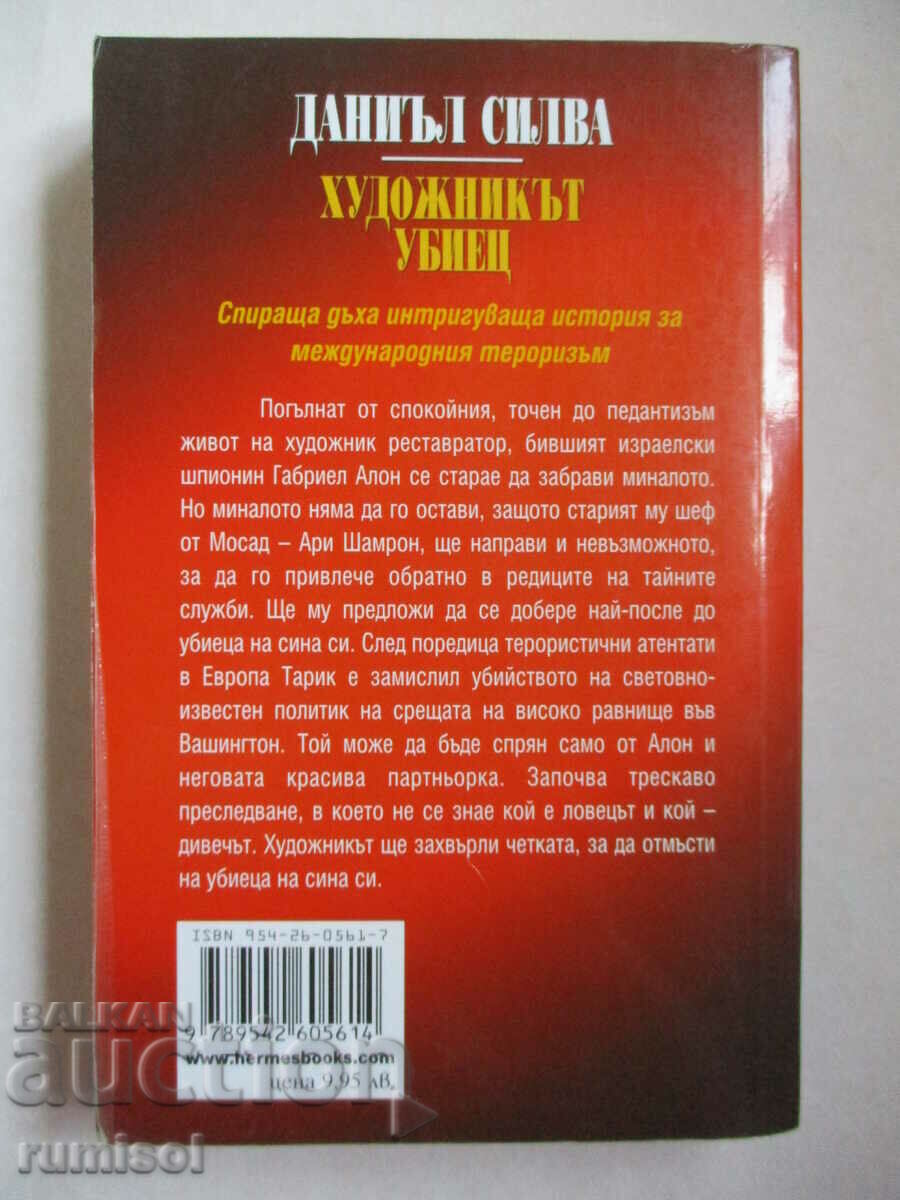 ДАНИЪЛ СИЛВА
ХУДОЖНИКЪТ
УБИЕЦ
Спираща дъха интригуваща история за
международния тероризъм
Погълнат от спокойния, точен до педантизъм
живот на художник реставратор, бившият израелски
шпионин Габриел Алон се старае да забрави миналото.
Но миналото няма да го остави, защото старият му шеф
от Мосад – Ари Шамрон, ще направи и невъзможното,
за да го привлече обратно в редиците на тайните
служби. Ще му предложи да се добере най-после до
убиеца на сина си. След поредица терористични атентати
в Европа Тарик е замислил убийството на световно-
известен политик на срещата на високо равнище във
Вашингтон. Той може да бъде спрян само от Алон и
неговата красива партньорка. Започва трескаво
преследване, в което не се знае кой е ловецът и кой –
дивечът. Художникът ще захвърли четката, за да отмъсти
на убиеца на сина си.
ISBN 954-26-0561-7
9 789542 605614
www.hermesbooks.com
цена 9,95 лв.
BALKAN
auction
rumisol